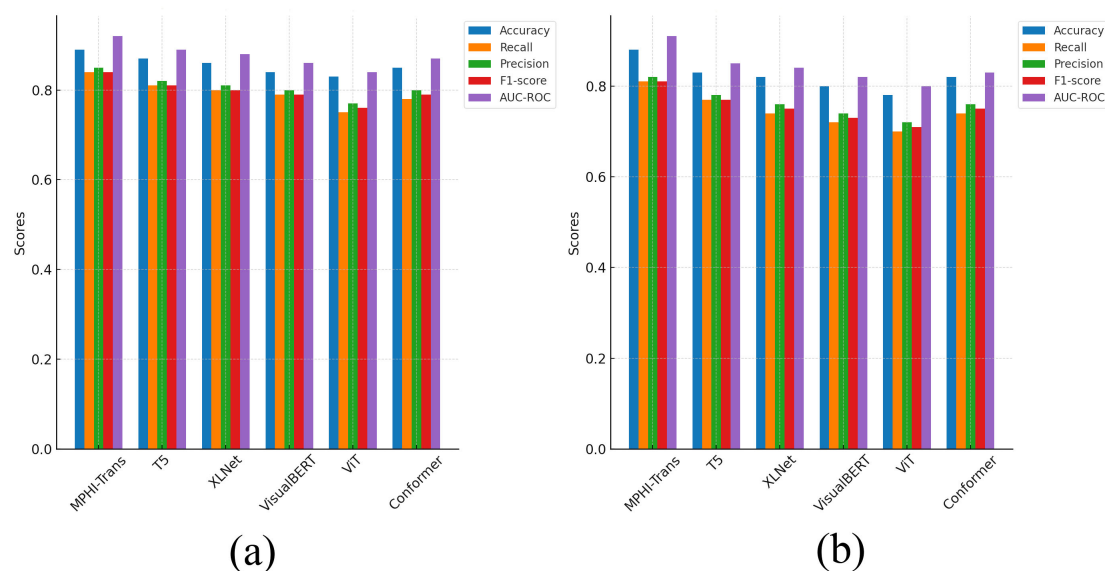 Scores
0.8
0.6
0.4
0.2
0.0
MPHI-Trans
T5
XLNet
VisualBERT
ViT
Conformer
Accuracy
Recall
Precision
F1-score
AUC-ROC
(a)
Scores
0.8
0.6
0.4
0.2
0.0
MPHI-Trans
T5
XLNet
VisualBERT
ViT
Conformer
Accuracy
Recall
Precision
F1-score
AUC-ROC
(b)